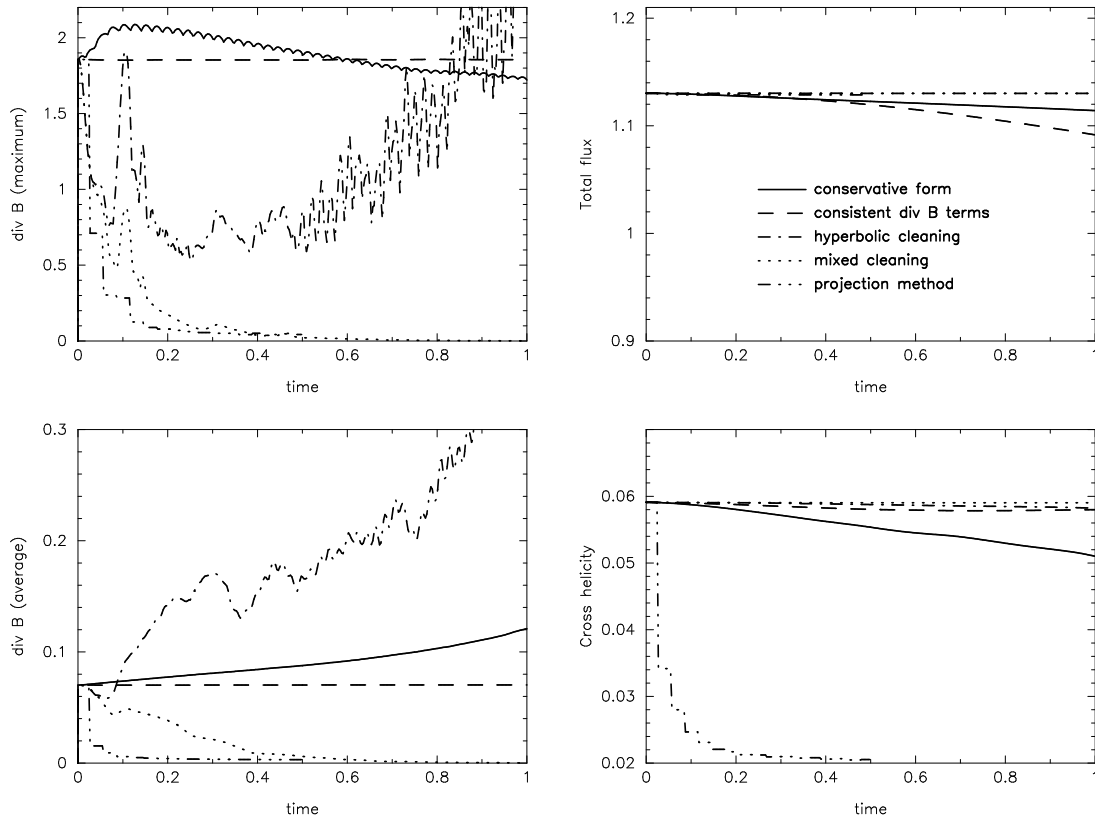 2
1.5
1
0.5
0
div B (maximum)
0 0.2 0.4 0.6 0.8 1
time
1.2
1.1
1
0.9
Total flux
conservative form
consistent div B terms
hyperbolic cleaning
mixed cleaning
projection method
0 0.2 0.4 0.6 0.8 1
time
0.3
0.2
0.1
0
div B (average)
0 0.2 0.4 0.6 0.8 1
time
0.06
0.05
0.04
0.03
0.02
Cross helicity
0 0.2 0.4 0.6 0.8 1
time